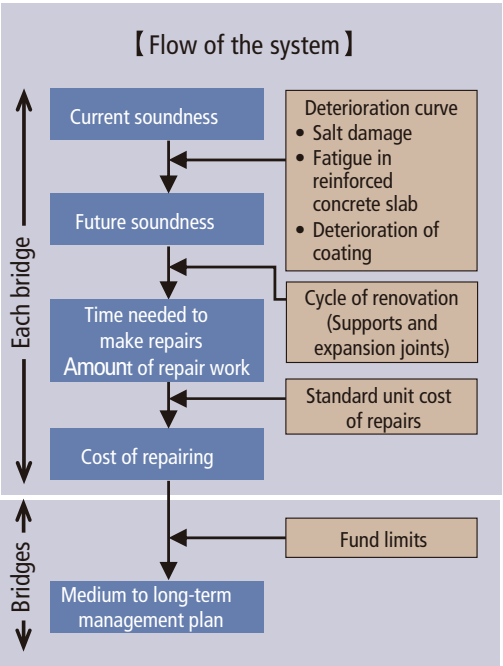 【Flow of the system】
Current soundness
Deterioration curve
• Salt damage
• Fatigue in
reinforced
concrete slab
• Deterioration of
coating
Future soundness
Each bridge
Cycle of renovation
(Supports and
expansion joints)
Time needed to
make repairs
Amount of repair work
Standard unit cost
of repairs
Cost of repairing
Bridges
Fund limits
Medium to long-term
management plan